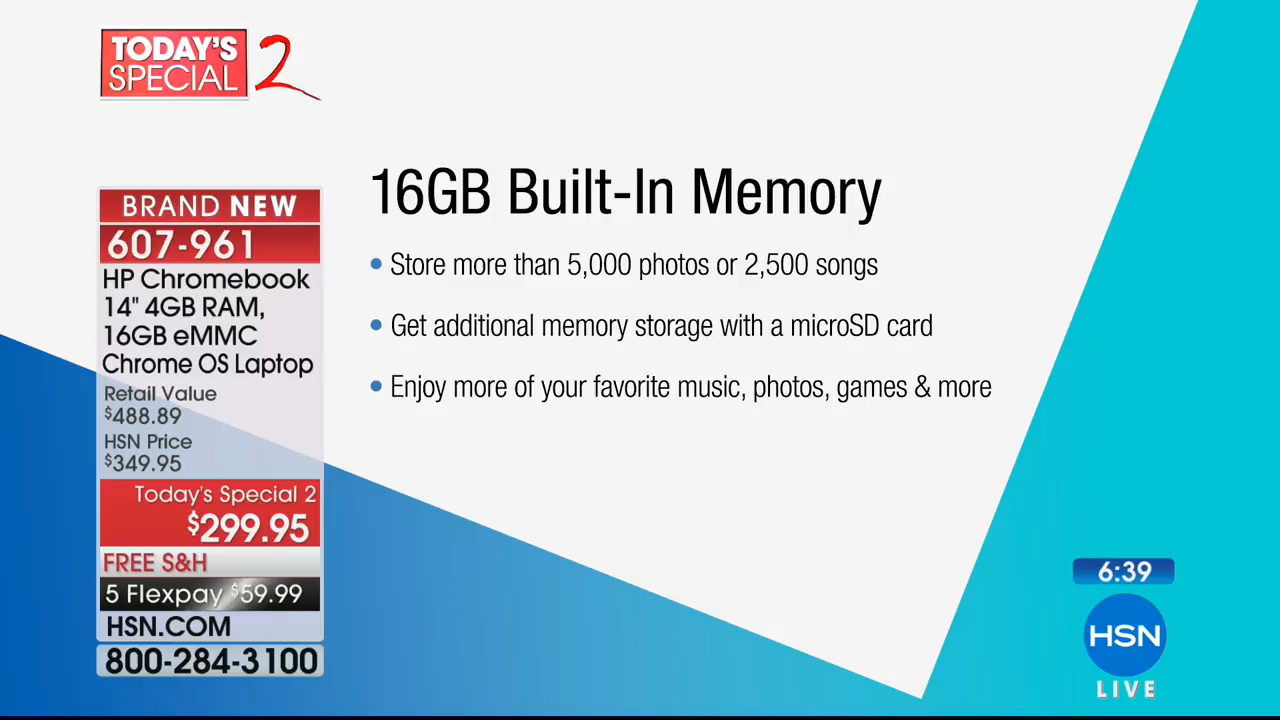 TODAY'S
SPECIAL 2
16GB Built-In Memory
• Store more than 5,000 photos or 2,500 songs
• Get additional memory storage with a microSD card
• Enjoy more of your favorite music, photos, games & more
BRAND NEW
607-961
HP Chromebook
14" 4GB RAM,
16GB eMMC
Chrome OS Laptop
Retail Value
$488.89
HSN Price
$349.95
Today's Special 2
$299.95
FREE S&H
5 Flexpay $59.99
HSN.COM
800-284-3100
6:39
HSN
LIVE